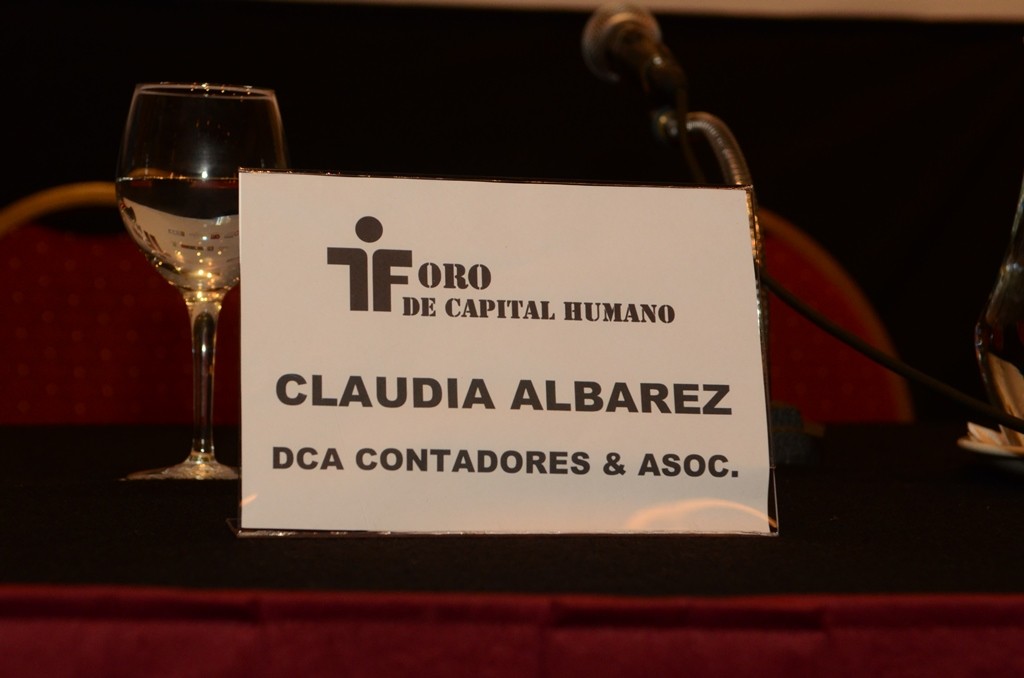 FORO
DE CAPITAL HUMANO
CLAUDIA ALBAREZ
DCA CONTADORES & ASOC.